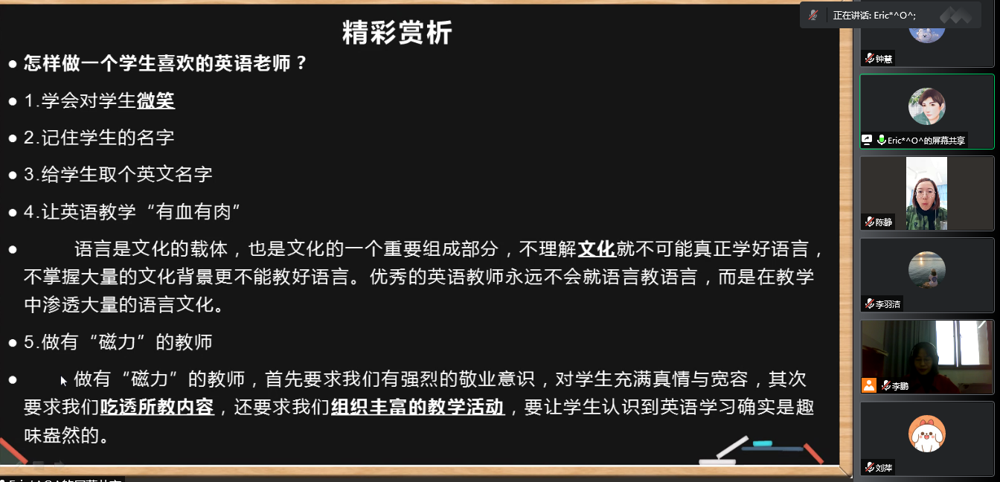 精彩赏析
• 怎样做一个学生喜欢的英语老师？
• 1.学会对学生微笑
• 2.记住学生的名字
• 3.给学生取个英文名字
• 4.让英语教学“有血有肉”
• 语言是文化的载体，也是文化的一个重要组成部分，不理解文化就不可能真正学好语言，
不掌握大量的文化背景更不能教好语言。优秀的英语教师永远不会就语言教语言，而是在教学
中渗透大量的语言文化。
• 5.做有“磁力”的教师
• 做有“磁力”的教师，首先要求我们有强烈的敬业意识，对学生充满真情与宽容，其次
要求我们吃透所教内容，还要求我们组织丰富的教学活动，要让学生认识到英语学习确实是趣
味盎然的。
正在讲话: Eric*^O^;
钟慧
Eric*^O^的屏幕共享
陈静
李羽洁
李鹏
刘萍